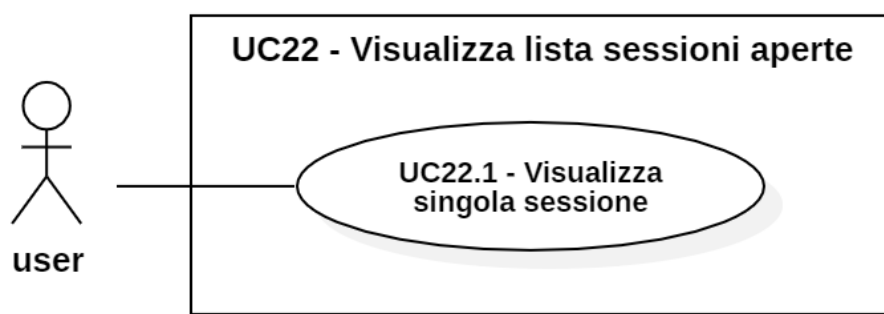 UC22 - Visualizza lista sessioni aperte
UC22.1 - Visualizza
singola sessione
user